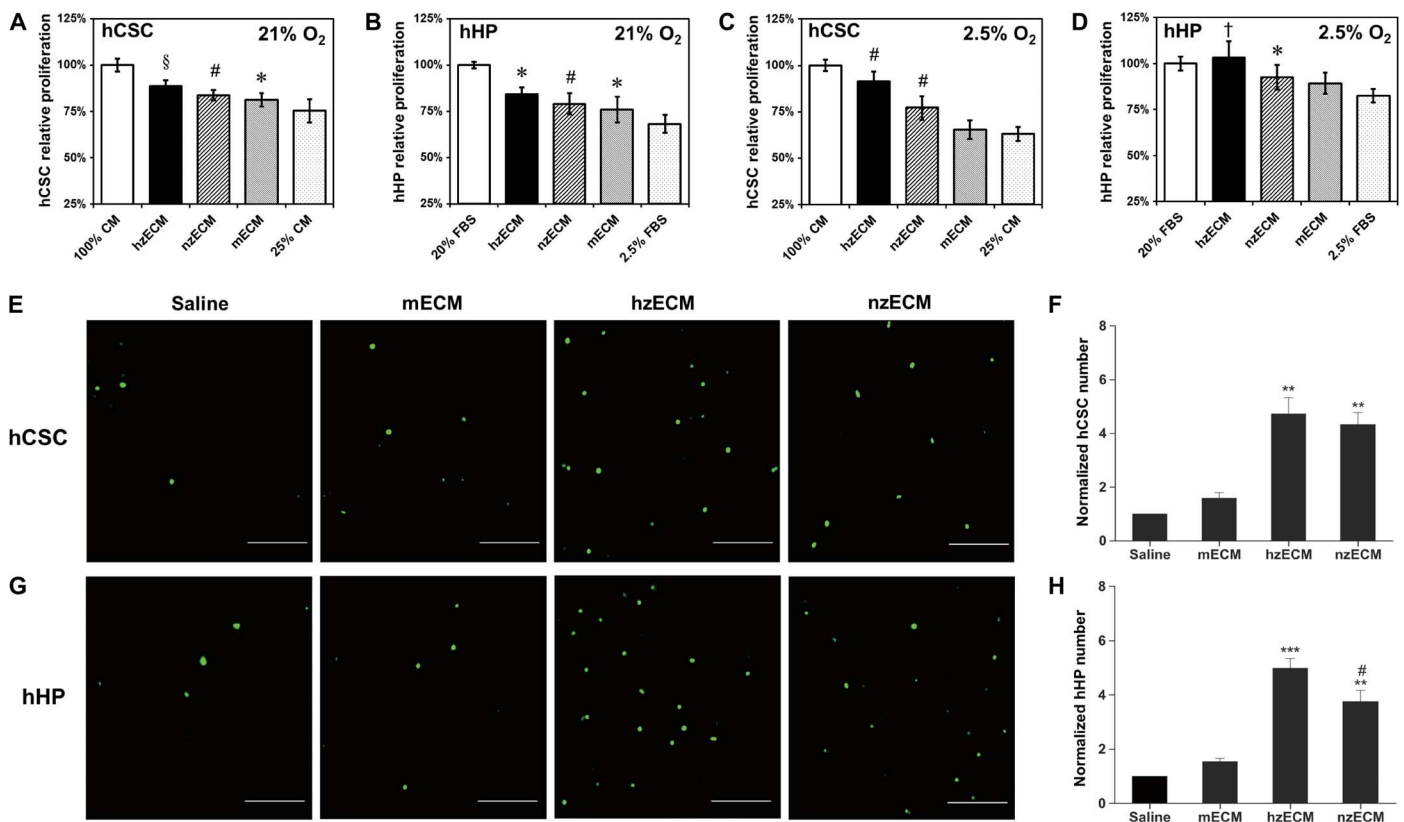 A
hCSC
21% O₂
hCSC relative proliferation
125%
100%
75%
50%
25%
§
#
*
100% CM
hzECM
nzECM
mECM
25% CM
B
hHP
21% O₂
hHP relative proliferation
125%
100%
75%
50%
25%
*
#
*
20% FBS
hzECM
nzECM
mECM
2.5% FBS
C
hCSC
2.5% O₂
hCSC relative proliferation
125%
100%
75%
50%
25%
#
#
100% CM
hzECM
nzECM
mECM
25% CM
D
hHP
2.5% O₂
hHP relative proliferation
125%
100%
75%
50%
25%
†
*
20% FBS
hzECM
nzECM
mECM
2.5% FBS
E
Saline
mECM
hzECM
nzECM
hCSC
F
Normalized hCSC number
8
6
4
2
0
**
**
Saline
mECM
hzECM
nzECM
G
hHP
H
Normalized hHP number
8
6
4
2
0
***
#
**
Saline
mECM
hzECM
nzECM